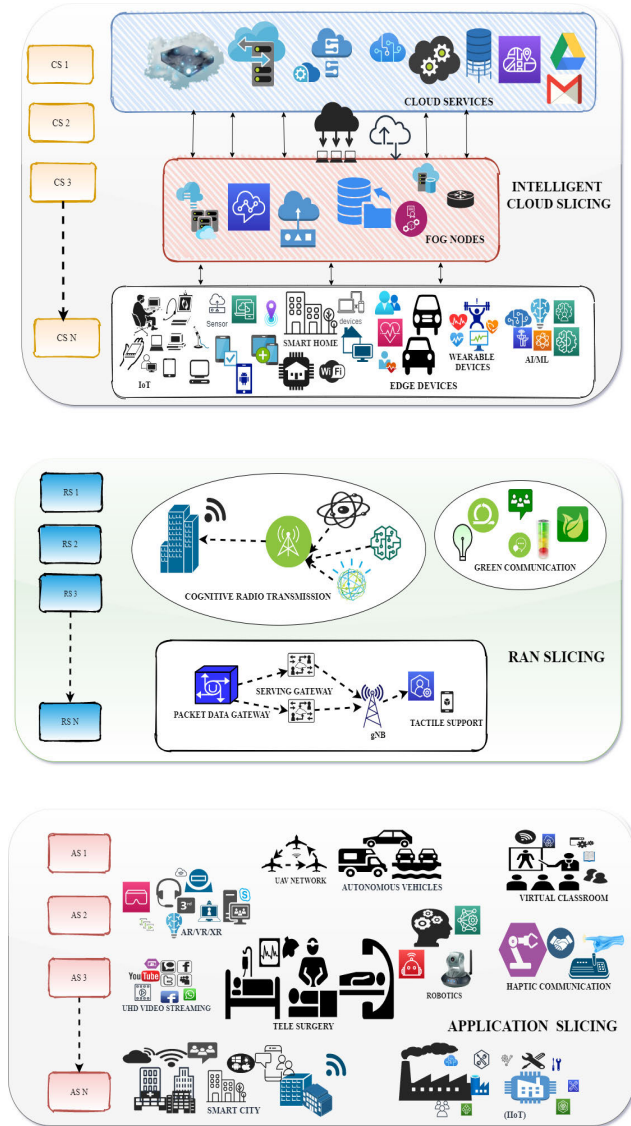 CS 1
CS 2
CS 3
CS N
CLOUD SERVICES
INTELLIGENT
CLOUD SLICING
FOG NODES
Sensor
SMART HOME
devices
IoT
WiFi
WEARABLE
DEVICES
AI/ML
EDGE DEVICES
RS 1
RS 2
RS 3
RS N
COGNITIVE RADIO TRANSMISSION
GREEN COMMUNICATION
RAN SLICING
SERVING GATEWAY
PACKET DATA GATEWAY
gNB
TACTILE SUPPORT
AS 1
AS 2
AS 3
AS N
UAV NETWORK
AUTONOMOUS VEHICLES
VIRTUAL CLASSROOM
3rd
AR/VR/XR
YouTube
UHD VIDEO STREAMING
TELE SURGERY
ROBOTICS
HAPTIC COMMUNICATION
APPLICATION SLICING
SMART CITY
(IIoT)